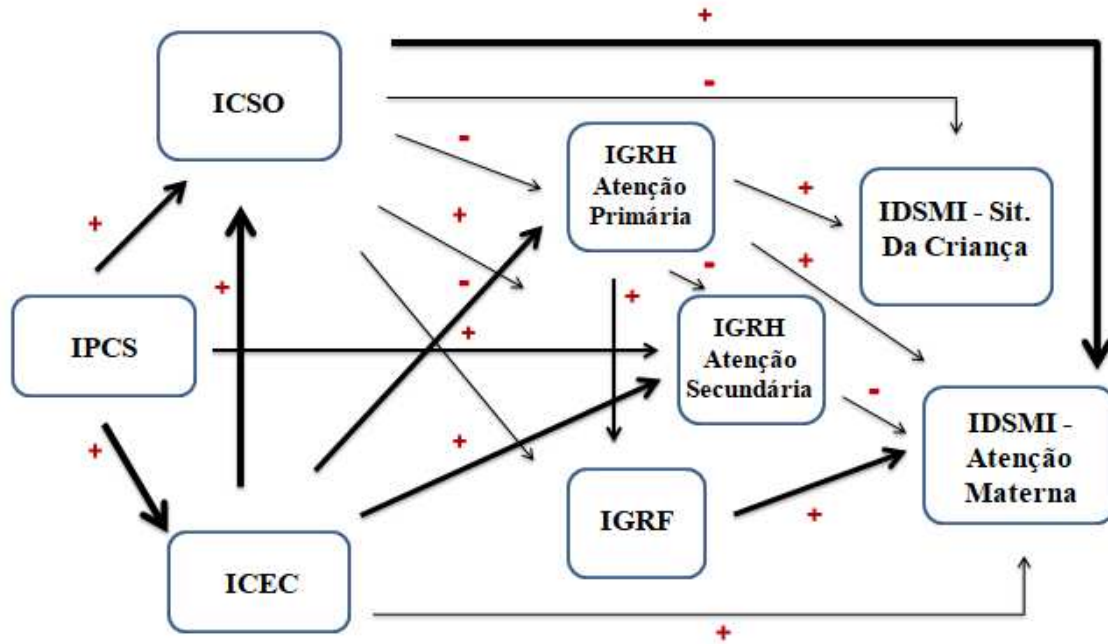 +
ICSO
-
-
IGRH
Atenção
Primária
+
IDSMI - Sit.
Da Criança
+
+
+
-
-
+
+
IPCS
+
IGRH
Atenção
Secundária
-
IDSMI -
Atenção
Materna
+
+
IGRF
+
ICEC
+